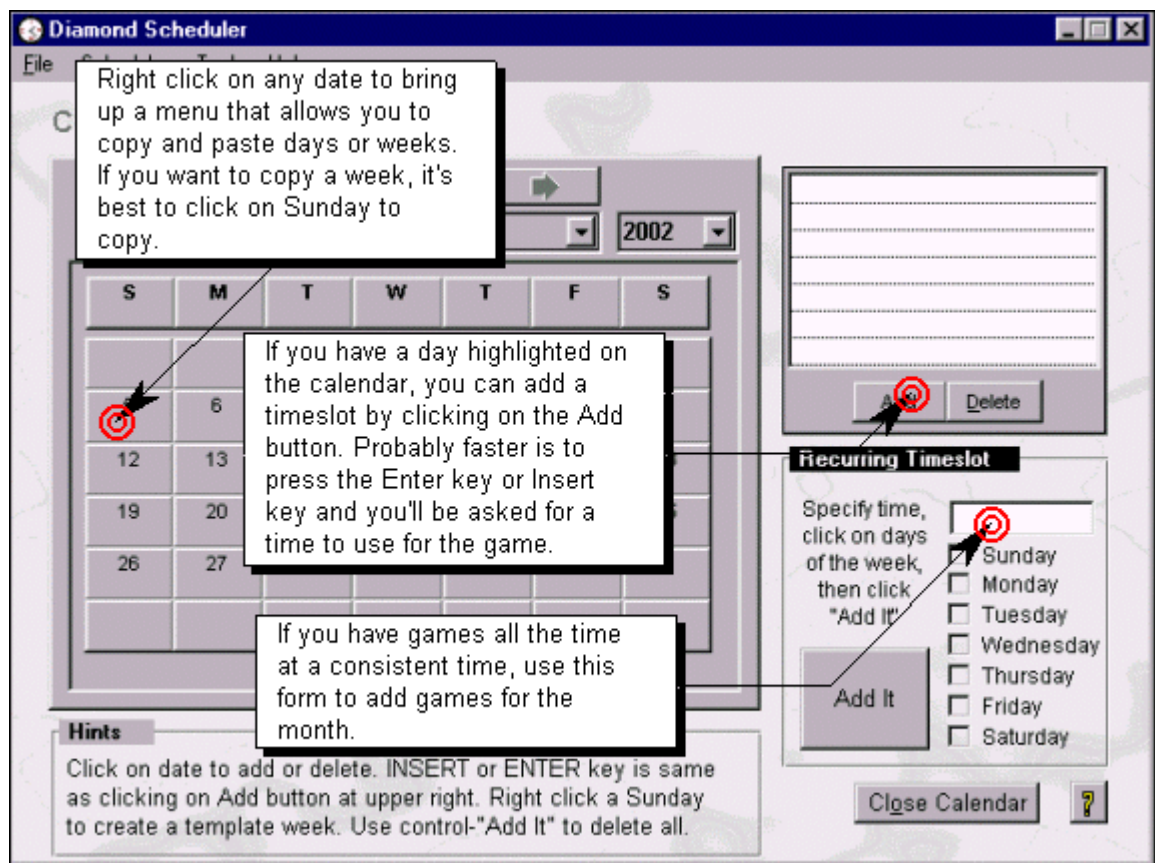 Diamond Scheduler
File
Right click on any date to bring
up a menu that allows you to
copy and paste days or weeks.
If you want to copy a week, it's
best to click on Sunday to
copy.
2002
S M T W T F S
If you have a day highlighted on
the calendar, you can add a
timeslot by clicking on the Add
button. Probably faster is to
press the Enter key or Insert
key and you'll be asked for a
time to use for the game.
6
12 13
19 20
26 27
If you have games all the time
at a consistent time, use this
form to add games for the
month.
Delete
Recurring Timeslot
Specify time,
click on days
of the week,
then click
"Add It"
Sunday
Monday
Tuesday
Wednesday
Thursday
Friday
Saturday
Add It
Hints
Click on date to add or delete. INSERT or ENTER key is same
as clicking on Add button at upper right. Right click a Sunday
to create a template week. Use control-"Add It" to delete all.
Close Calendar
?